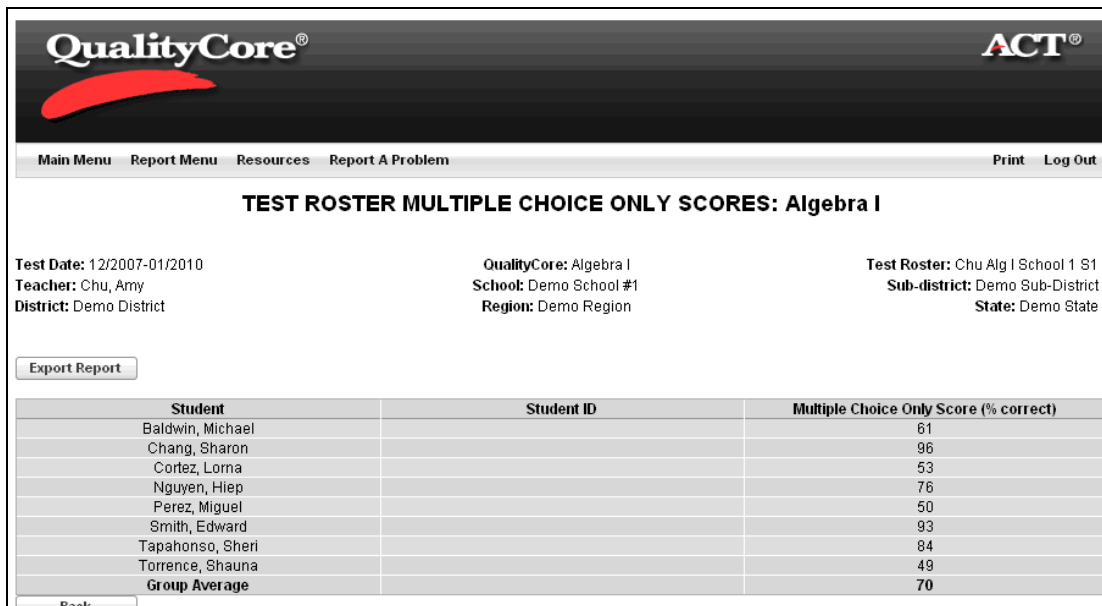 QualityCore® ACT®
Main Menu Report Menu Resources Report A Problem Print Log Out
TEST ROSTER MULTIPLE CHOICE ONLY SCORES: Algebra I
Test Date: 12/2007-01/2010 QualityCore: Algebra I Test Roster: Chu Alg I School 1 S1
Teacher: Chu, Amy School: Demo School #1 Sub-district: Demo Sub-District
District: Demo District Region: Demo Region State: Demo State
Export Report
Student Student ID Multiple Choice Only Score (% correct)
Baldwin, Michael 61
Chang, Sharon 96
Cortez, Lorna 53
Nguyen, Hiep 76
Perez, Miguel 50
Smith, Edward 93
Tapahonso, Sheri 84
Torrence, Shauna 49
Group Average 70
Back